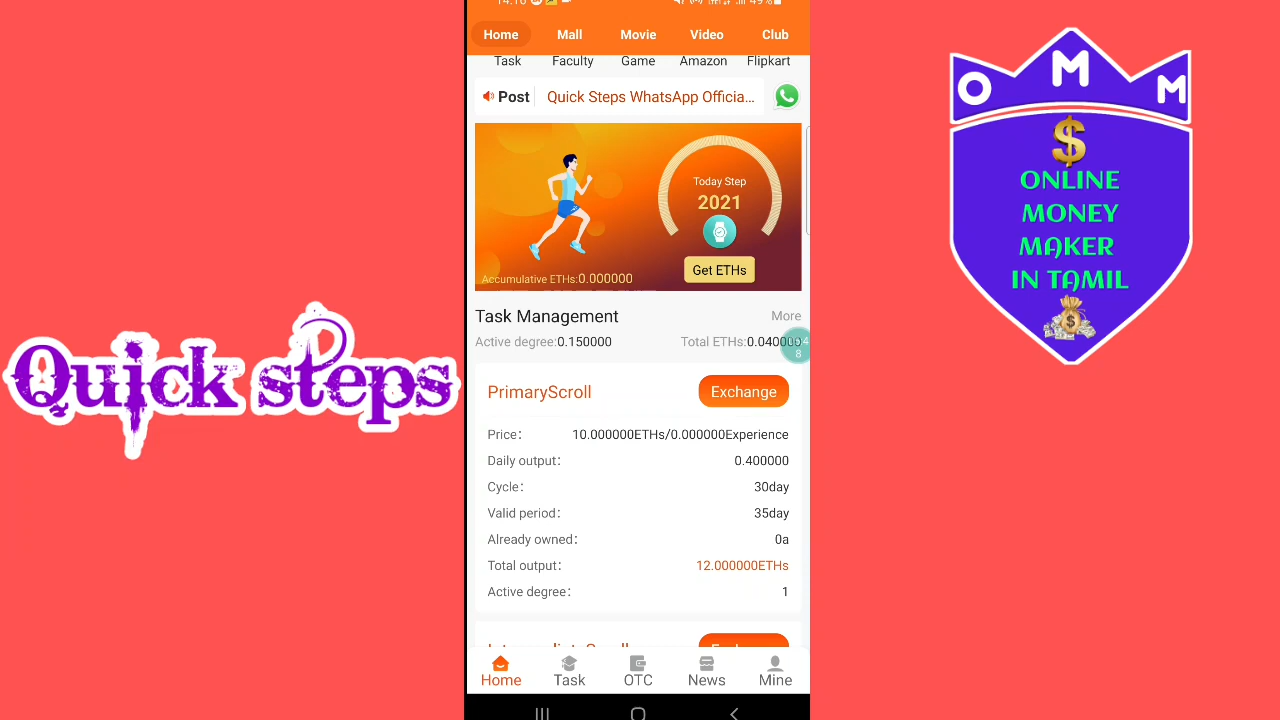 Quick steps
14:16
49%
Home Mall Movie Video Club
Task Faculty Game Amazon Flipkart
Post Quick Steps WhatsApp Officia...
Today Step
2021
Get ETHs
Accumulative ETHs:0.000000
Task Management More
Active degree:0.150000 Total ETHs:0.040000
PrimaryScroll Exchange
Price: 10.000000ETHs/0.000000Experience
Daily output: 0.400000
Cycle: 30day
Valid period: 35day
Already owned: 0a
Total output: 12.000000ETHs
Active degree: 1
Home Task OTC News Mine
O M M
$
ONLINE
MONEY
MAKER
IN TAMIL
$